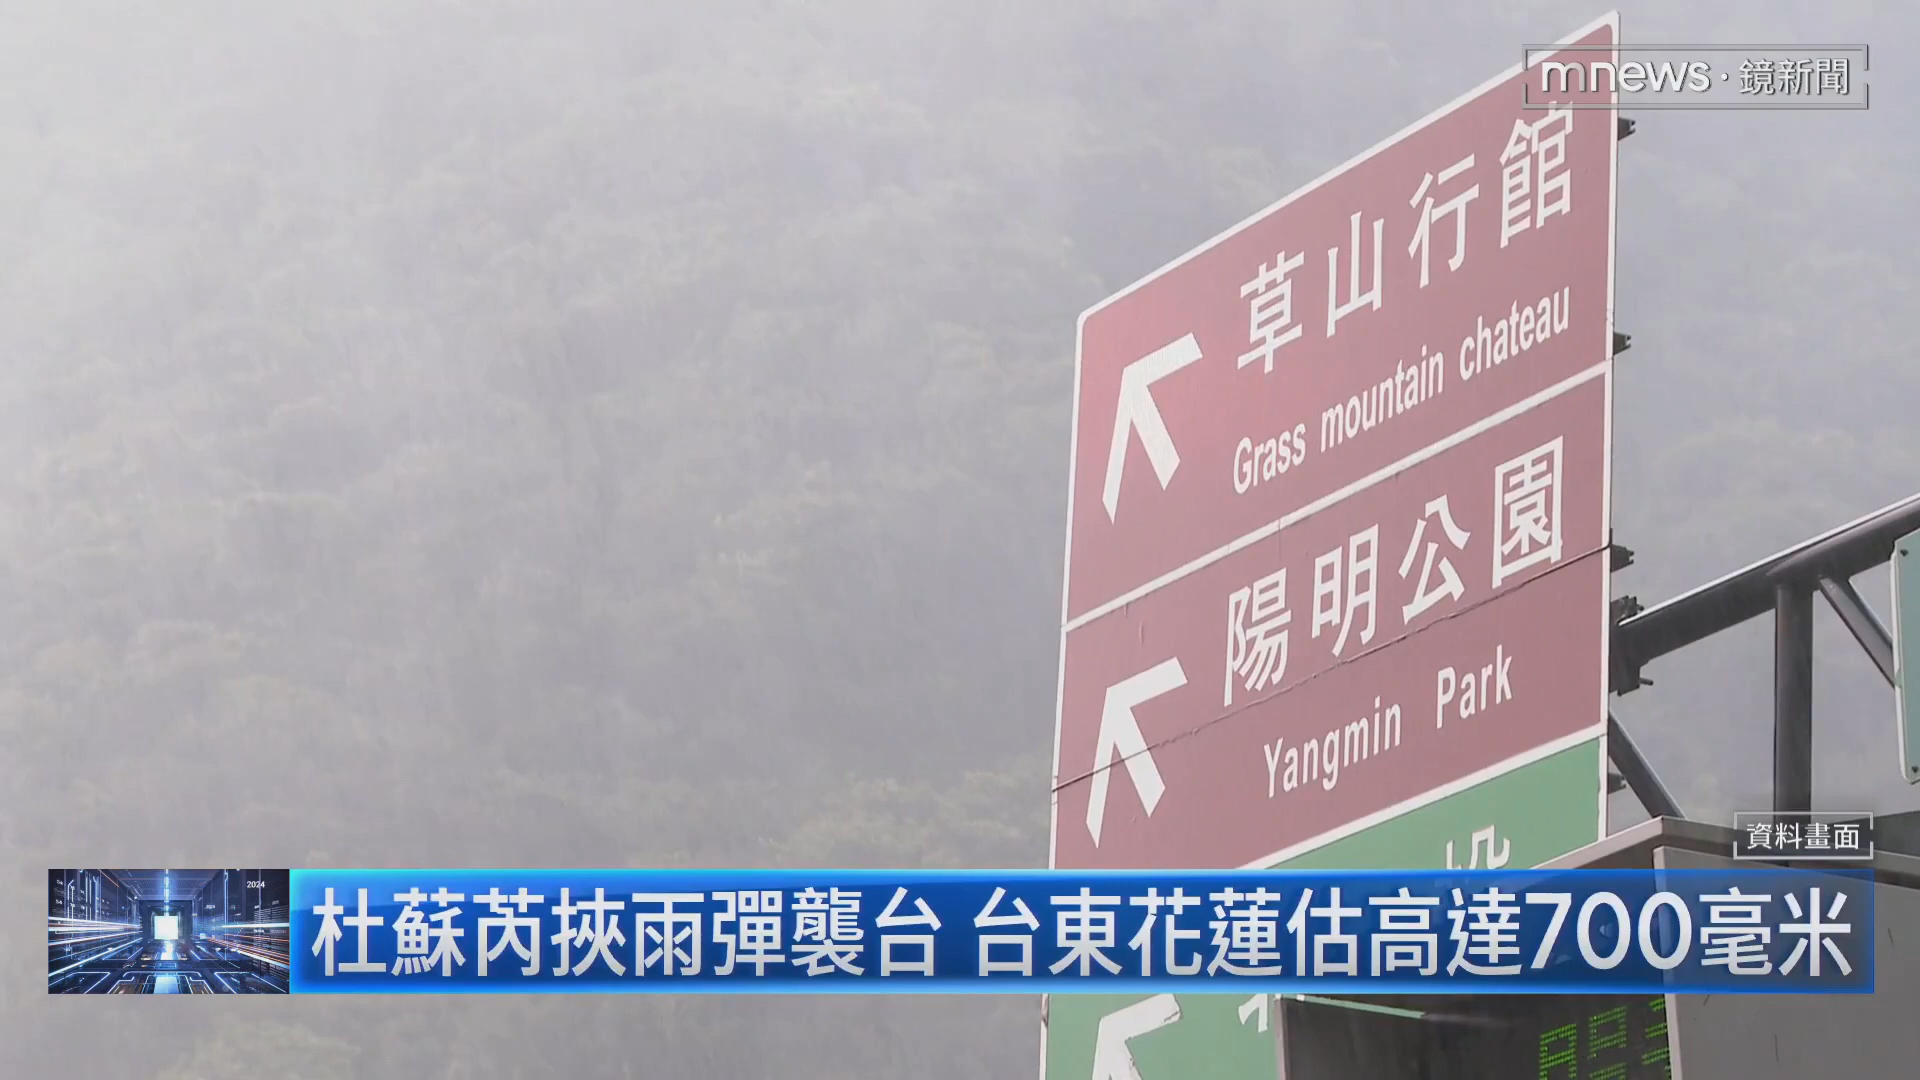 mnews·鏡新聞
草山行館
Grass mountain chateau
陽明公園
Yangmin Park
資料畫面
2024
杜蘇芮挾雨彈襲台 台東花蓮估高達700毫米